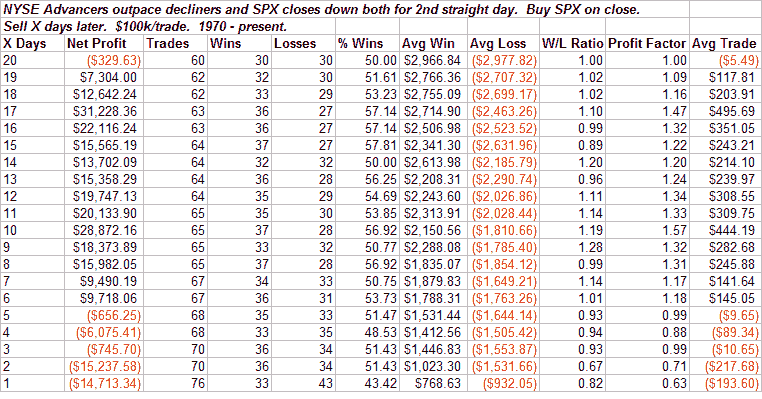 NYSE Advancers outpace decliners and SPX closes down both for 2nd straight day. Buy SPX on close.
Sell X days later. $100k/trade. 1970 - present.
X Days Net Profit Trades Wins Losses % Wins Avg Win Avg Loss W/L Ratio Profit Factor Avg Trade
20 ($329.63) 60 30 30 50.00 $2,966.84 ($2,977.82) 1.00 1.00 ($5.49)
19 $7,304.00 62 32 30 51.61 $2,766.36 ($2,707.32) 1.02 1.09 $117.81
18 $12,642.24 62 33 29 53.23 $2,755.09 ($2,699.17) 1.02 1.16 $203.91
17 $31,228.36 63 36 27 57.14 $2,714.90 ($2,463.26) 1.10 1.47 $495.69
16 $22,116.24 63 36 27 57.14 $2,506.98 ($2,523.52) 0.99 1.32 $351.05
15 $15,565.19 64 37 27 57.81 $2,341.30 ($2,631.96) 0.89 1.22 $243.21
14 $13,702.09 64 32 32 50.00 $2,613.98 ($2,185.79) 1.20 1.20 $214.10
13 $15,358.29 64 36 28 56.25 $2,208.31 ($2,290.74) 0.96 1.24 $239.97
12 $19,747.13 64 35 29 54.69 $2,243.60 ($2,026.86) 1.11 1.34 $308.55
11 $20,133.90 65 35 30 53.85 $2,313.91 ($2,028.44) 1.14 1.33 $309.75
10 $28,872.16 65 37 28 56.92 $2,150.56 ($1,810.66) 1.19 1.57 $444.19
9 $18,373.89 65 33 32 50.77 $2,288.08 ($1,785.40) 1.28 1.32 $282.68
8 $15,982.05 65 37 28 56.92 $1,835.07 ($1,854.12) 0.99 1.31 $245.88
7 $9,490.19 67 34 33 50.75 $1,879.83 ($1,649.21) 1.14 1.17 $141.64
6 $9,718.06 67 36 31 53.73 $1,788.31 ($1,763.26) 1.01 1.18 $145.05
5 ($656.25) 68 35 33 51.47 $1,531.44 ($1,644.14) 0.93 0.99 ($9.65)
4 ($6,075.41) 68 33 35 48.53 $1,412.56 ($1,505.42) 0.94 0.88 ($89.34)
3 ($745.70) 70 36 34 51.43 $1,446.83 ($1,553.87) 0.93 0.99 ($10.65)
2 ($15,237.58) 70 36 34 51.43 $1,023.30 ($1,531.66) 0.67 0.71 ($217.68)
1 ($14,713.34) 76 33 43 43.42 $768.63 ($932.05) 0.82 0.63 ($193.60)